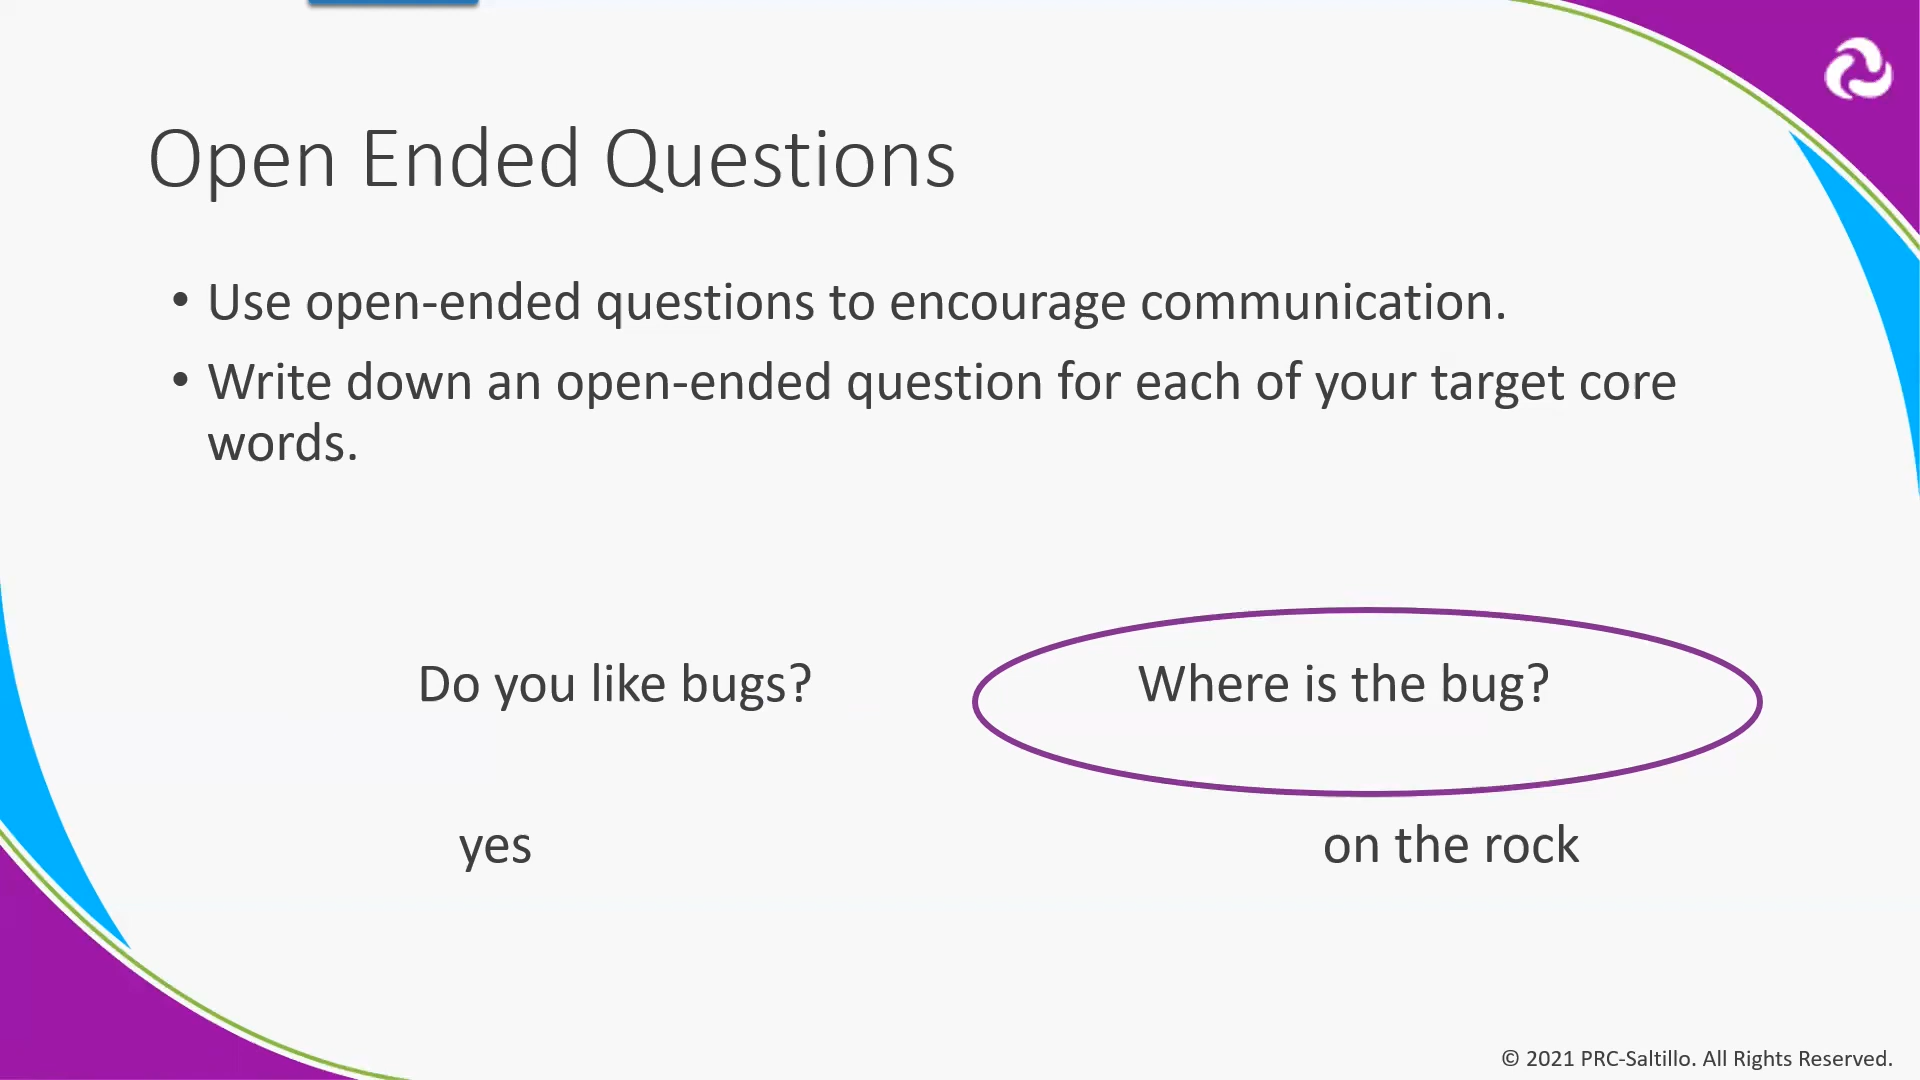 Open Ended Questions
• Use open-ended questions to encourage communication.
• Write down an open-ended question for each of your target core
words.
Do you like bugs?
Where is the bug?
yes
on the rock
© 2021 PRC-Saltillo. All Rights Reserved.